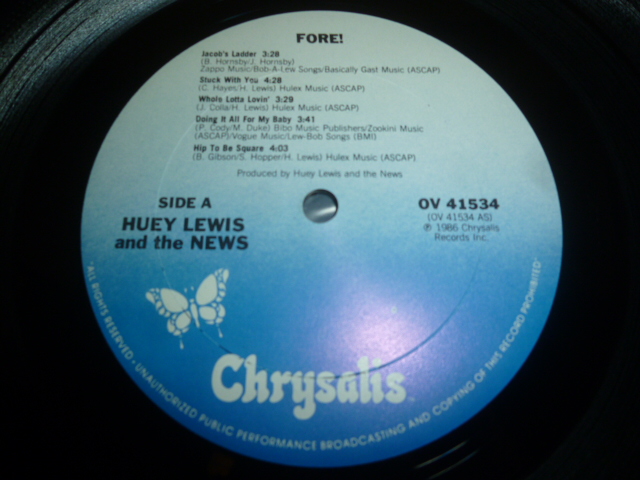 FORE!
Jacob's Ladder 3:28
(B. Hornsby/J. Hornsby)
Zappo Music/Bob-A-Lew Songs/Basically Gast Music (ASCAP)
Stuck With You 4:28
(C. Hayes/H. Lewis) Hulex Music (ASCAP)
Whole Lotta Lovin' 3:29
(J. Colla/H. Lewis) Hulex Music (ASCAP)
Doing It All For My Baby 3:41
(P. Cody/M. Duke) Bibo Music Publishers/Zookini Music
(ASCAP)/Vogue Music/Lew-Bob Songs (BMI)
Hip To Be Square 4:03
(B. Gibson/S. Hopper/H. Lewis) Hulex Music (ASCAP)
Produced by Huey Lewis and the News
SIDE A
HUEY LEWIS
and the NEWS
OV 41534
(OV 41534 AS)
℗ 1986 Chrysalis
Records Inc.
Chrysalis
TM
"ALL RIGHTS RESERVED - UNAUTHORIZED PUBLIC PERFORMANCE BROADCASTING AND COPYING OF THIS RECORD PROHIBITED"